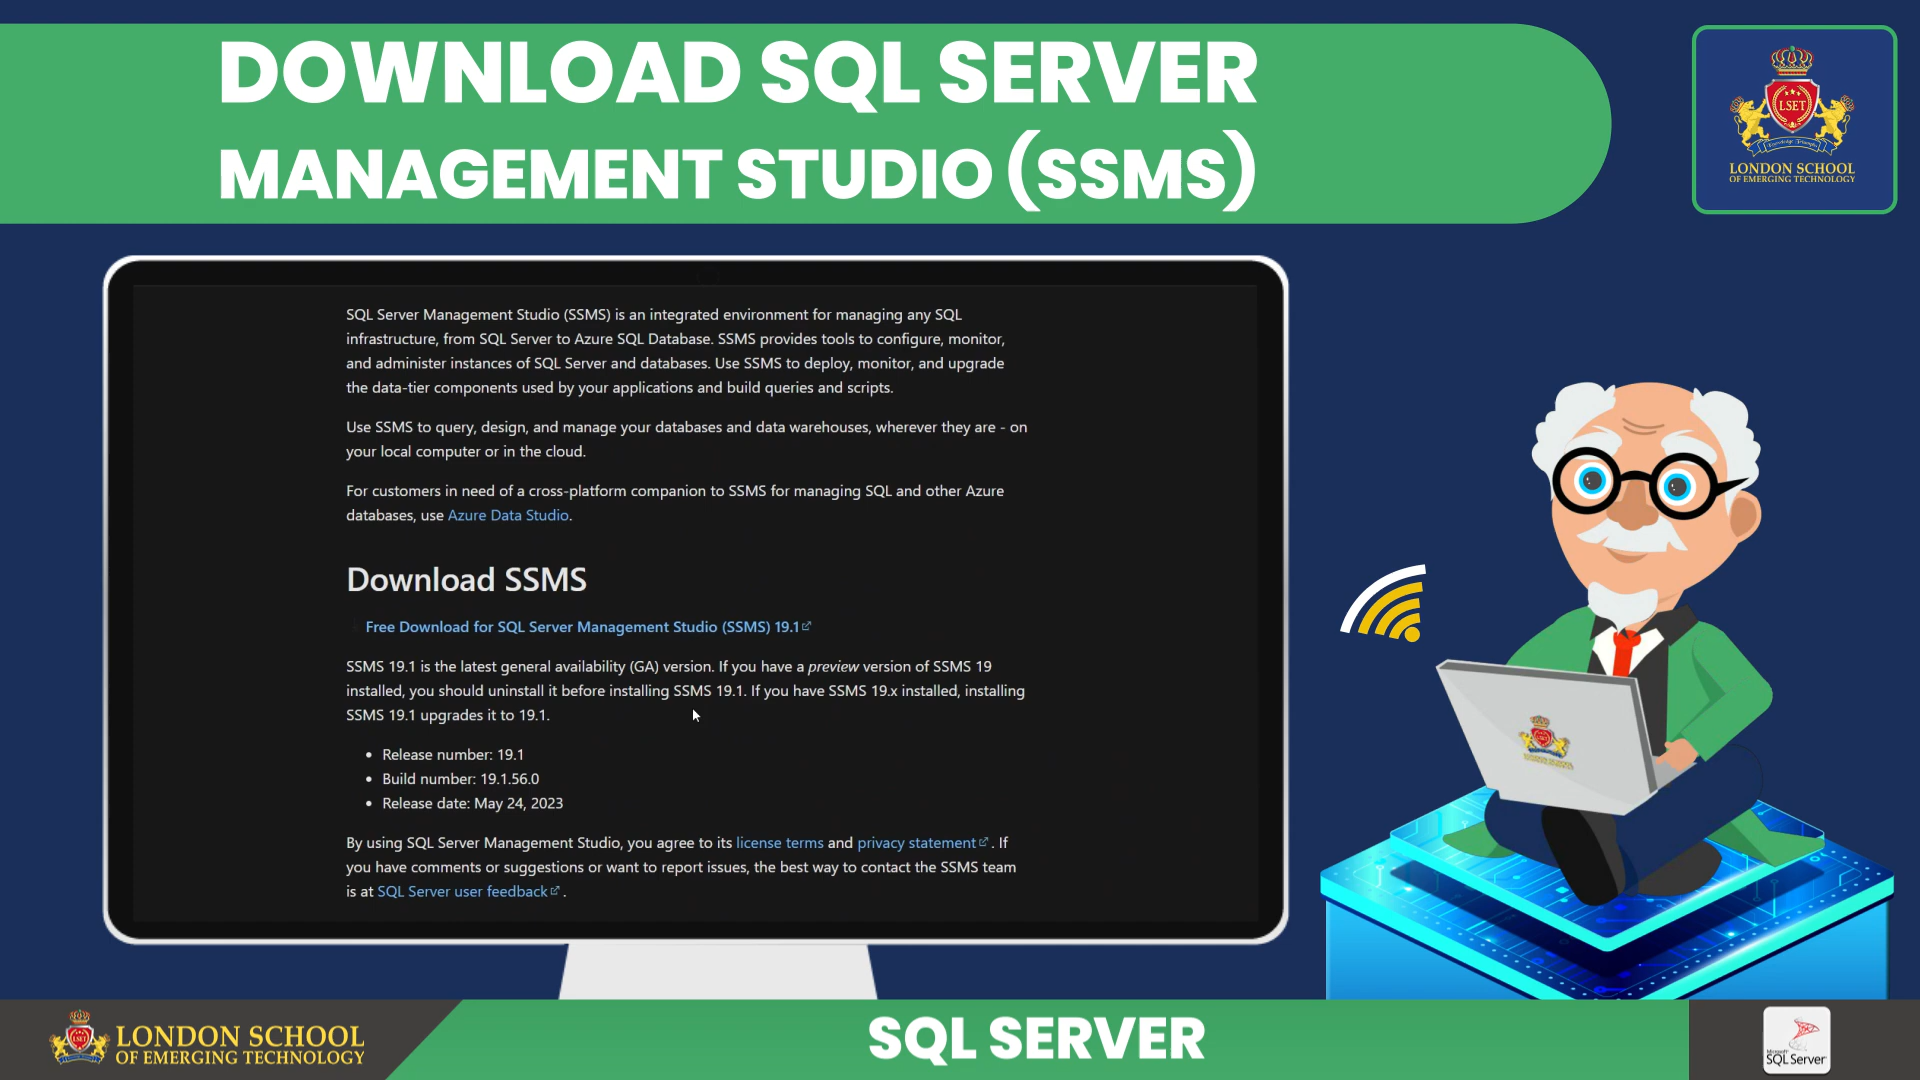 DOWNLOAD SQL SERVER
MANAGEMENT STUDIO (SSMS)
LSET
LONDON SCHOOL
OF EMERGING TECHNOLOGY
SQL Server Management Studio (SSMS) is an integrated environment for managing any SQL
infrastructure, from SQL Server to Azure SQL Database. SSMS provides tools to configure, monitor,
and administer instances of SQL Server and databases. Use SSMS to deploy, monitor, and upgrade
the data-tier components used by your applications and build queries and scripts.
Use SSMS to query, design, and manage your databases and data warehouses, wherever they are - on
your local computer or in the cloud.
For customers in need of a cross-platform companion to SSMS for managing SQL and other Azure
databases, use Azure Data Studio.
Download SSMS
Free Download for SQL Server Management Studio (SSMS) 19.1
SSMS 19.1 is the latest general availability (GA) version. If you have a preview version of SSMS 19
installed, you should uninstall it before installing SSMS 19.1. If you have SSMS 19.x installed, installing
SSMS 19.1 upgrades it to 19.1.
• Release number: 19.1
• Build number: 19.1.56.0
• Release date: May 24, 2023
By using SQL Server Management Studio, you agree to its license terms and privacy statement. If
you have comments or suggestions or want to report issues, the best way to contact the SSMS team
is at SQL Server user feedback.
LSET
LONDON SCHOOL
OF EMERGING TECHNOLOGY
SQL SERVER
Microsoft
SQL Server